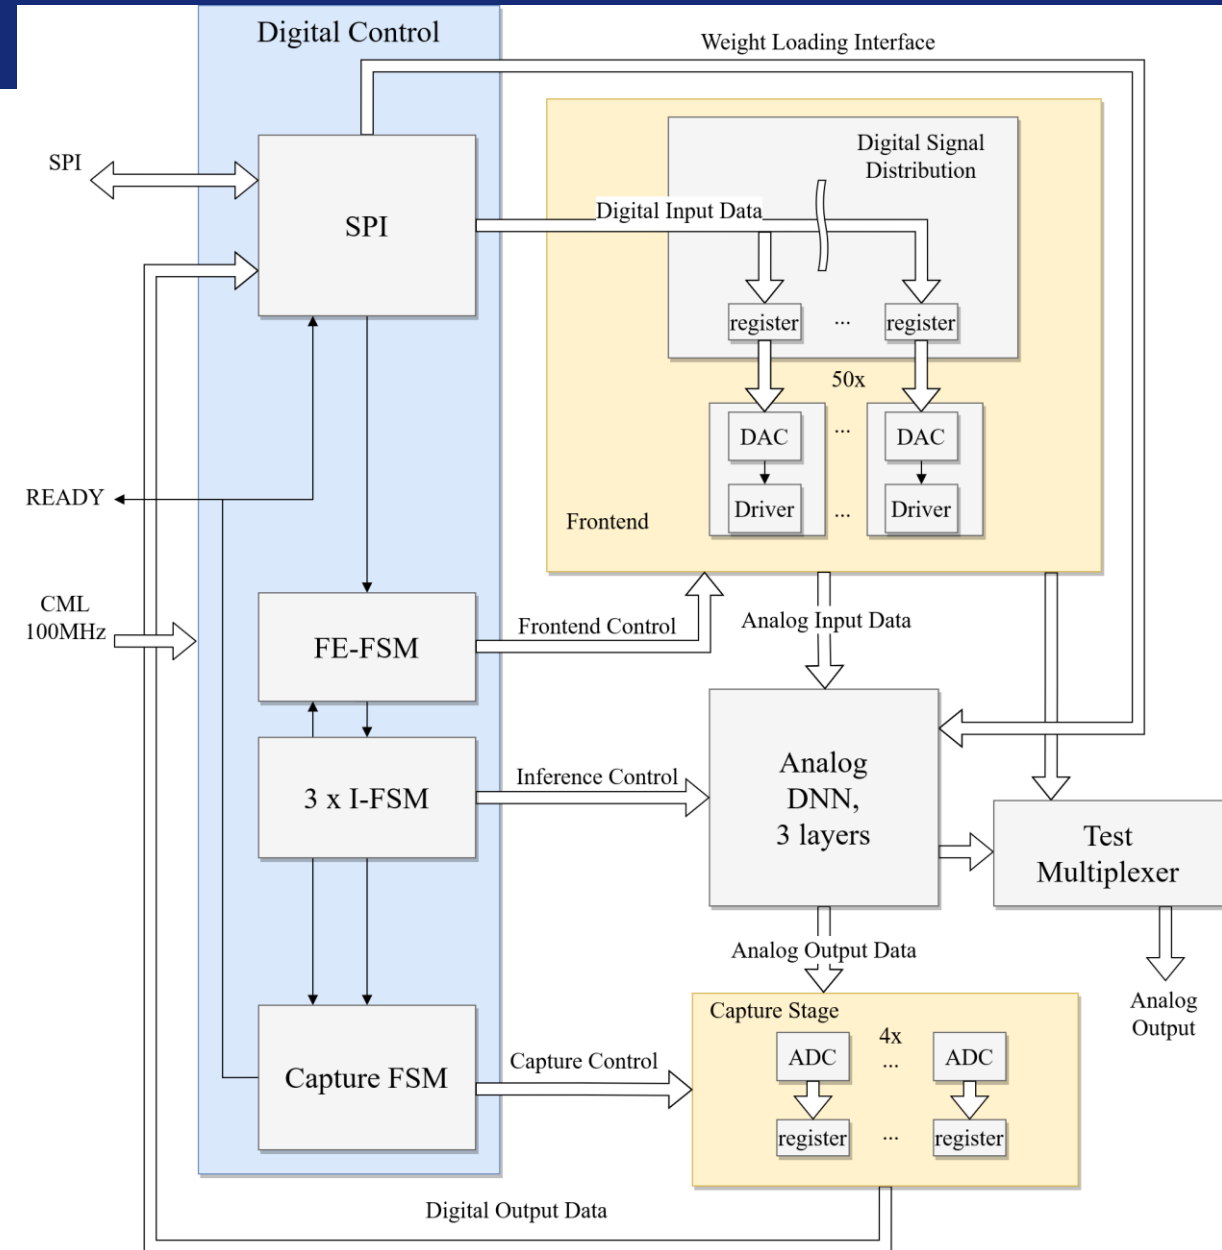 Digital Control
Weight Loading Interface
SPI
SPI
Digital Signal
Distribution
Digital Input Data
register
...
register
50x
DAC
...
DAC
Driver
...
Driver
Frontend
READY
CML
100MHz
FE-FSM
Frontend Control
Analog Input Data
3 x I-FSM
Inference Control
Analog
DNN,
3 layers
Test
Multiplexer
Analog Output Data
Analog
Output
Capture FSM
Capture Control
Capture Stage
4x
ADC
...
ADC
register
...
register
Digital Output Data